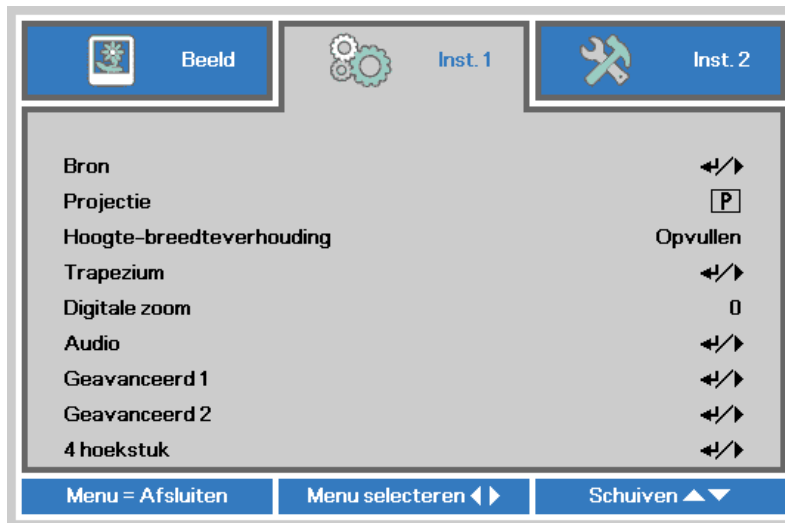 Beeld
Inst. 1
Inst. 2
Bron ↵/▶
Projectie P
Hoogte-breedteverhouding Opvullen
Trapezium ↵/▶
Digitale zoom 0
Audio ↵/▶
Geavanceerd 1 ↵/▶
Geavanceerd 2 ↵/▶
4 hoekstuk ↵/▶
Menu = Afsluiten
Menu selecteren ◀ ▶
Schuiven ▲▼